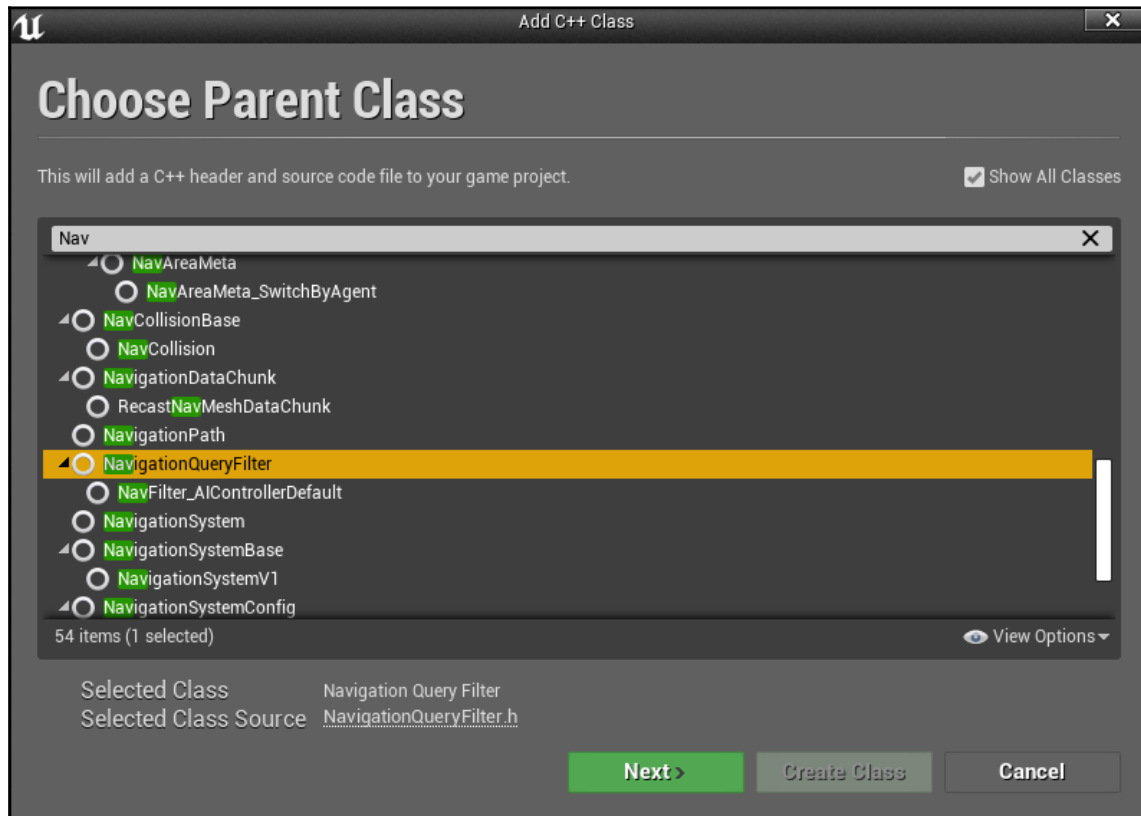 Add C++ Class
Choose Parent Class
This will add a C++ header and source code file to your game project.
Show All Classes
Nav
NavAreaMeta
NavAreaMeta_SwitchByAgent
NavCollisionBase
NavCollision
NavigationDataChunk
RecastNavMeshDataChunk
NavigationPath
NavigationQueryFilter
NavFilter_AIControllerDefault
NavigationSystem
NavigationSystemBase
NavigationSystemV1
NavigationSystemConfig
54 items (1 selected)
View Options
Selected Class Navigation Query Filter
Selected Class Source NavigationQueryFilter.h
Next Create Class Cancel